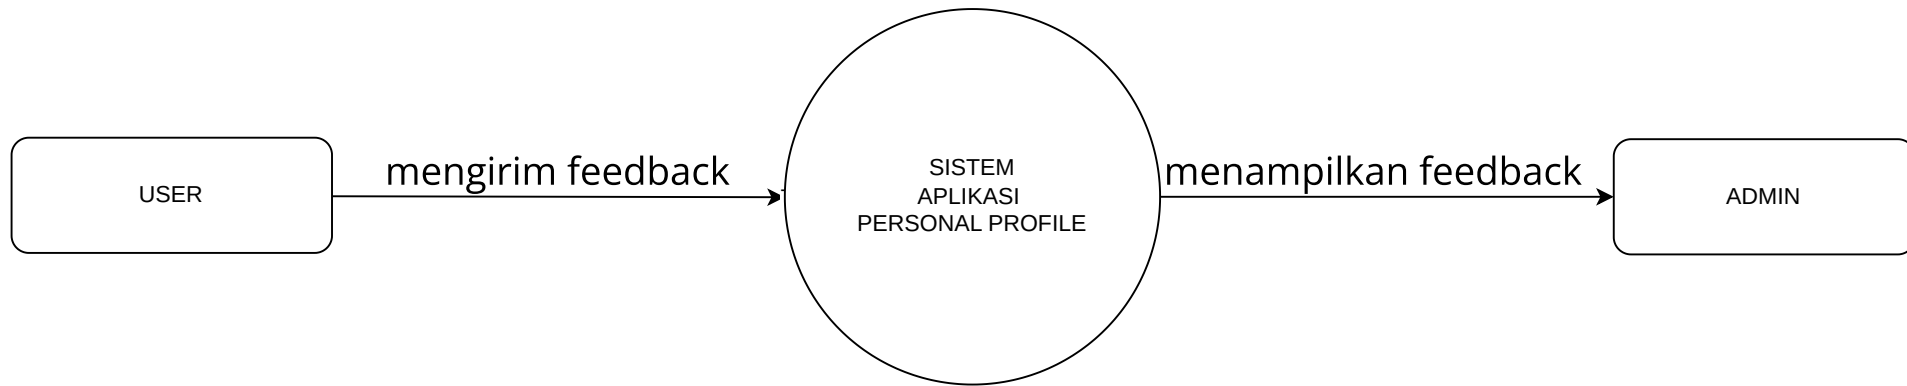 USER
mengirim feedback
SISTEM
APLIKASI
PERSONAL PROFILE
menampilkan feedback
ADMIN